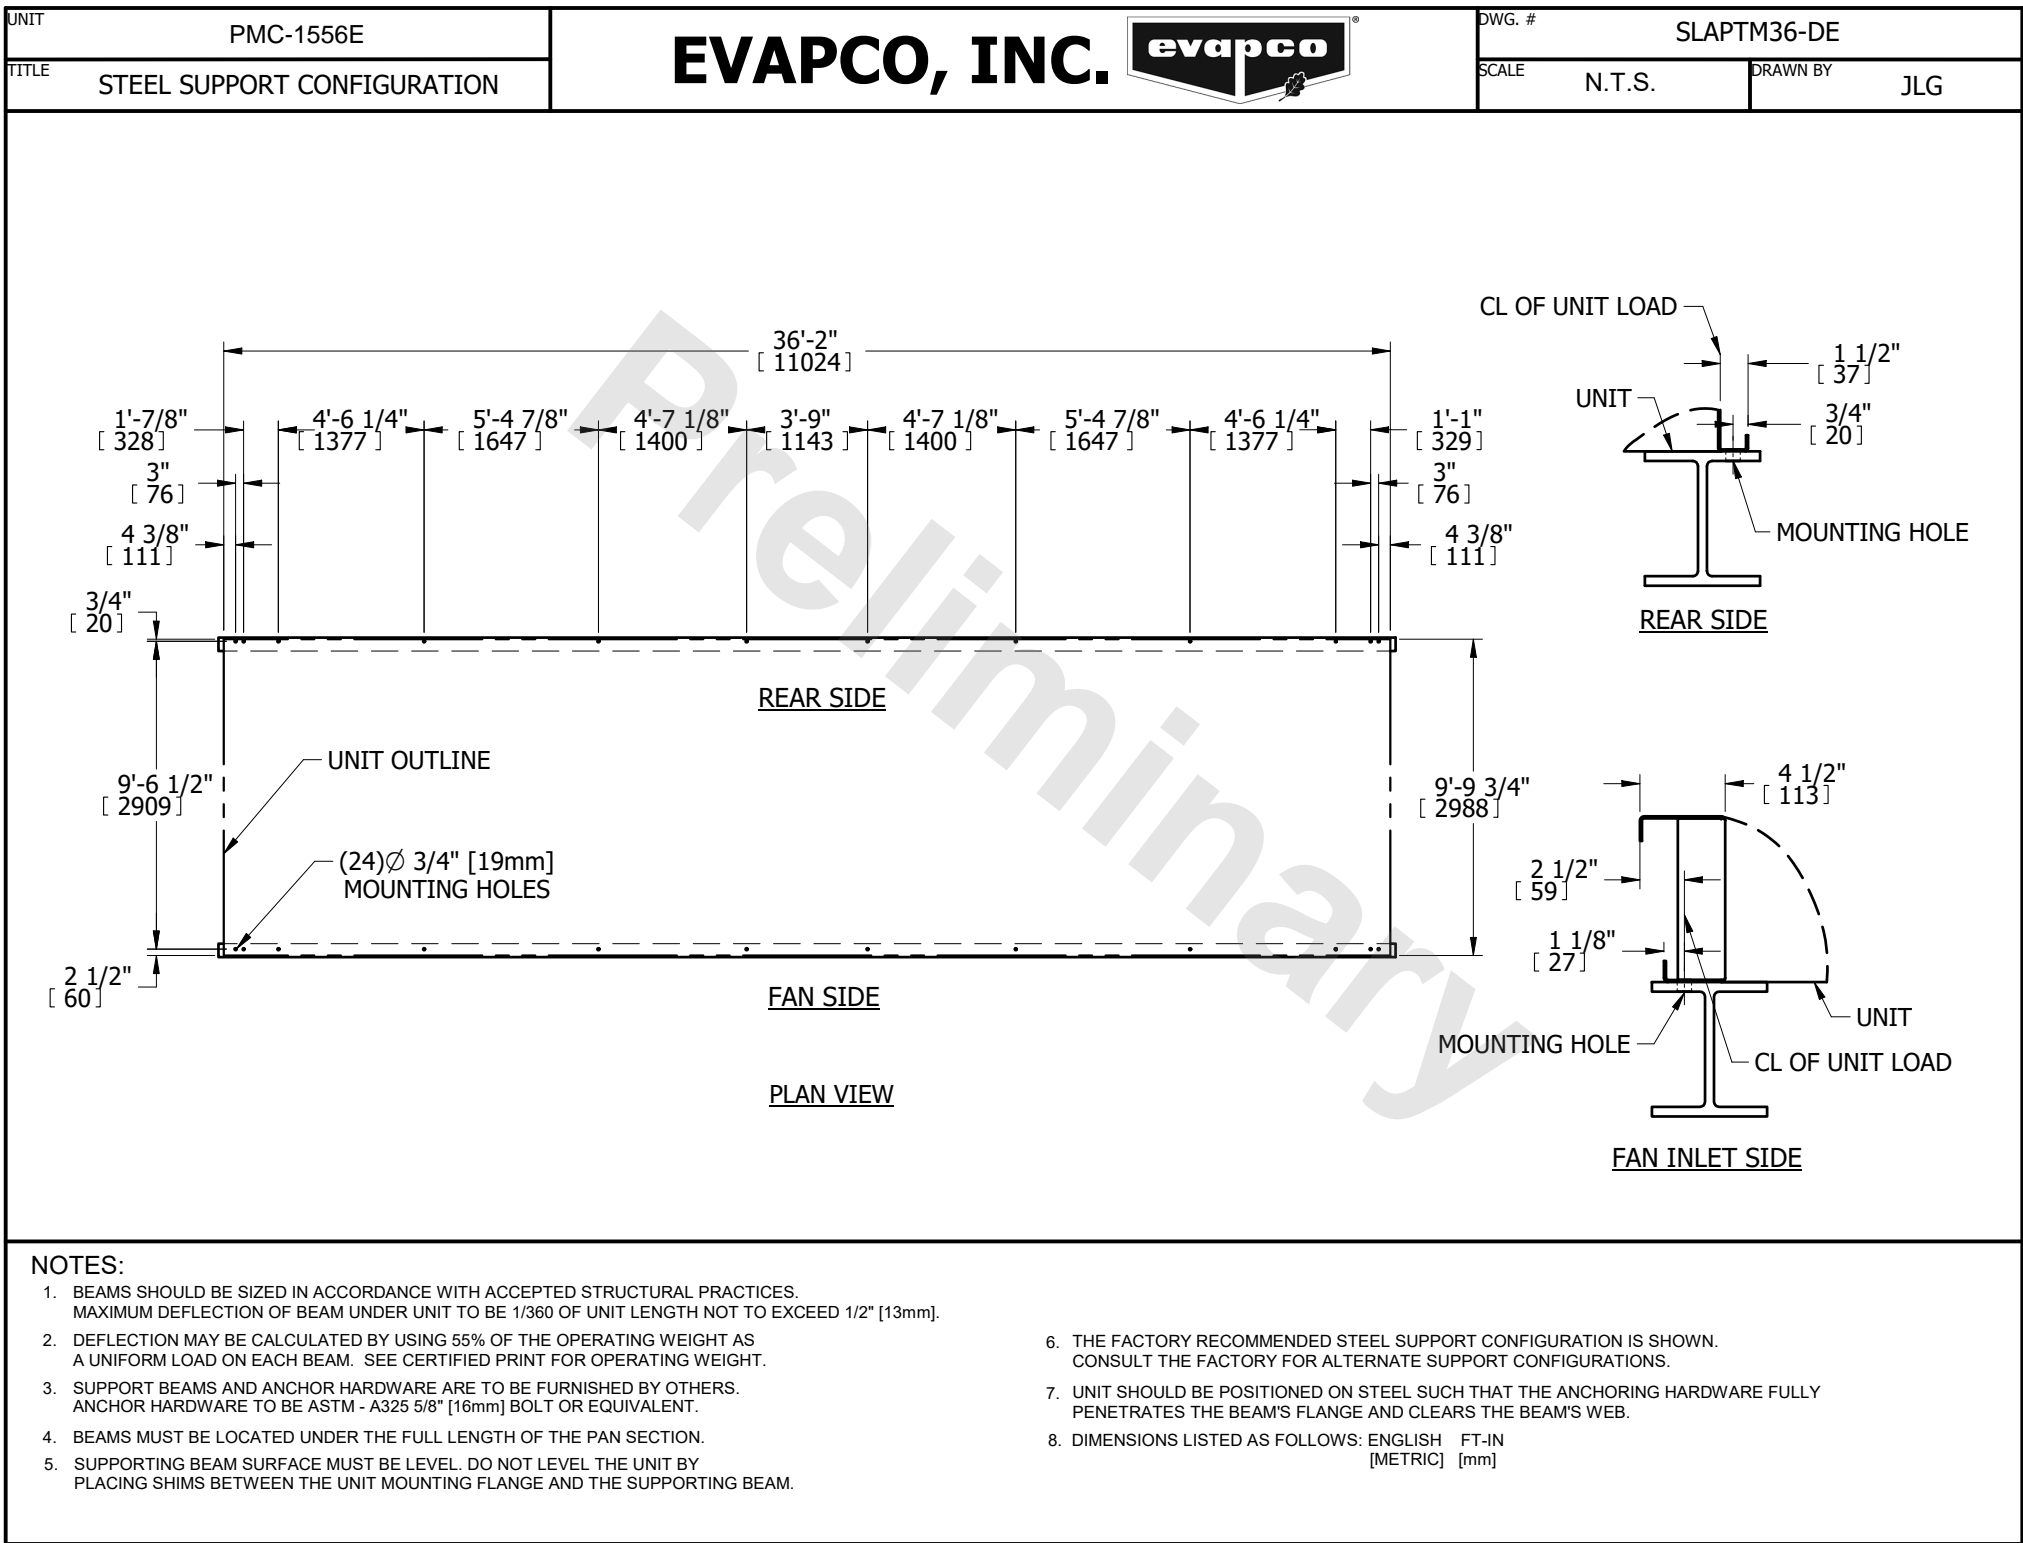 UNIT
PMC-1556E
TITLE
STEEL SUPPORT CONFIGURATION
EVAPCO, INC.
evapco
®
DWG. #
SLAPTM36-DE
SCALE
N.T.S.
DRAWN BY
JLG
36'-2"
[ 11024 ]
1'-7/8"
[ 328 ]
4'-6 1/4"
[ 1377 ]
5'-4 7/8"
[ 1647 ]
4'-7 1/8"
[ 1400 ]
3'-9"
[ 1143 ]
4'-7 1/8"
[ 1400 ]
5'-4 7/8"
[ 1647 ]
4'-6 1/4"
[ 1377 ]
1'-1"
[ 329 ]
3"
[ 76 ]
3"
[ 76 ]
4 3/8"
[ 111 ]
4 3/8"
[ 111 ]
3/4"
[ 20 ]
REAR SIDE
UNIT OUTLINE
9'-6 1/2"
[ 2909 ]
9'-9 3/4"
[ 2988 ]
(24)∅ 3/4" [19mm]
MOUNTING HOLES
2 1/2"
[ 60 ]
FAN SIDE
PLAN VIEW
Preliminary
CL OF UNIT LOAD
1 1/2"
[ 37 ]
UNIT
3/4"
[ 20 ]
MOUNTING HOLE
REAR SIDE
4 1/2"
[ 113 ]
2 1/2"
[ 59 ]
1 1/8"
[ 27 ]
UNIT
MOUNTING HOLE
CL OF UNIT LOAD
FAN INLET SIDE
NOTES:
1. BEAMS SHOULD BE SIZED IN ACCORDANCE WITH ACCEPTED STRUCTURAL PRACTICES.
MAXIMUM DEFLECTION OF BEAM UNDER UNIT TO BE 1/360 OF UNIT LENGTH NOT TO EXCEED 1/2" [13mm].
2. DEFLECTION MAY BE CALCULATED BY USING 55% OF THE OPERATING WEIGHT AS
A UNIFORM LOAD ON EACH BEAM. SEE CERTIFIED PRINT FOR OPERATING WEIGHT.
3. SUPPORT BEAMS AND ANCHOR HARDWARE ARE TO BE FURNISHED BY OTHERS.
ANCHOR HARDWARE TO BE ASTM - A325 5/8" [16mm] BOLT OR EQUIVALENT.
4. BEAMS MUST BE LOCATED UNDER THE FULL LENGTH OF THE PAN SECTION.
5. SUPPORTING BEAM SURFACE MUST BE LEVEL. DO NOT LEVEL THE UNIT BY
PLACING SHIMS BETWEEN THE UNIT MOUNTING FLANGE AND THE SUPPORTING BEAM.
6. THE FACTORY RECOMMENDED STEEL SUPPORT CONFIGURATION IS SHOWN.
CONSULT THE FACTORY FOR ALTERNATE SUPPORT CONFIGURATIONS.
7. UNIT SHOULD BE POSITIONED ON STEEL SUCH THAT THE ANCHORING HARDWARE FULLY
PENETRATES THE BEAM'S FLANGE AND CLEARS THE BEAM'S WEB.
8. DIMENSIONS LISTED AS FOLLOWS: ENGLISH FT-IN
[METRIC] [mm]